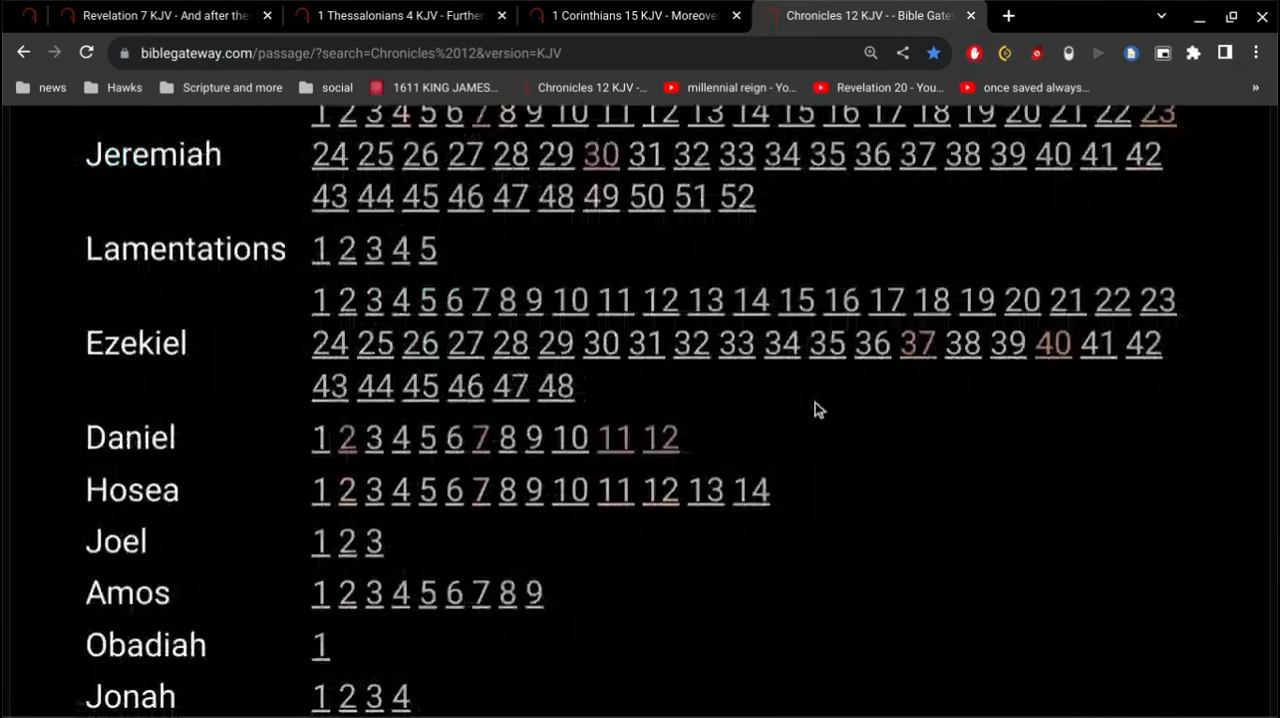 Revelation 7 KJV - And after the
1 Thessalonians 4 KJV - Further
1 Corinthians 15 KJV - Moreover
Chronicles 12 KJV - - Bible Gate
biblegateway.com/passage/?search=Chronicles%2012&version=KJV
news Hawks Scripture and more social 1611 KING JAMES... Chronicles 12 KJV -... millennial reign - Yo... Revelation 20 - You... once saved always... »
1 2 3 4 5 6 7 8 9 10 11 12 13 14 15 16 17 18 19 20 21 22 23
Jeremiah 24 25 26 27 28 29 30 31 32 33 34 35 36 37 38 39 40 41 42
43 44 45 46 47 48 49 50 51 52
Lamentations 1 2 3 4 5
1 2 3 4 5 6 7 8 9 10 11 12 13 14 15 16 17 18 19 20 21 22 23
Ezekiel 24 25 26 27 28 29 30 31 32 33 34 35 36 37 38 39 40 41 42
43 44 45 46 47 48
Daniel 1 2 3 4 5 6 7 8 9 10 11 12
Hosea 1 2 3 4 5 6 7 8 9 10 11 12 13 14
Joel 1 2 3
Amos 1 2 3 4 5 6 7 8 9
Obadiah 1
Jonah 1 2 3 4